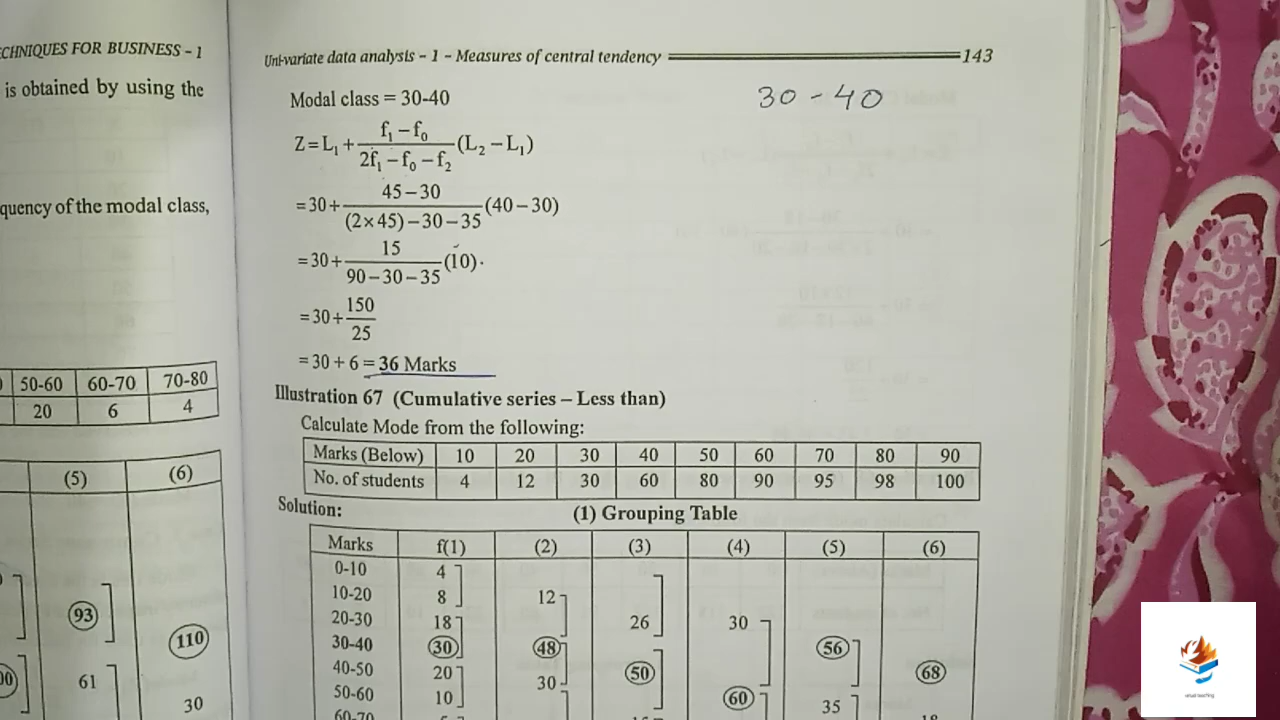 ECHNIQUES FOR BUSINESS – 1
is obtained by using the
quency of the modal class,
50-60 60-70 70-80
20 6 4
(5) (6)
93
110
61
30
Uni-variate data analysis – 1 – Measures of central tendency 143
Modal class = 30-40
30 - 40
Z = L₁ + (f₁ – f₀)/(2f₁ – f₀ – f₂) (L₂ – L₁)
= 30 + (45 – 30)/((2 × 45) – 30 – 35) (40 – 30)
= 30 + 15/(90 – 30 – 35) (10)
= 30 + 150/25
= 30 + 6 = 36 Marks
Illustration 67 (Cumulative series – Less than)
Calculate Mode from the following:
Marks (Below) 10 20 30 40 50 60 70 80 90
No. of students 4 12 30 60 80 90 95 98 100
Solution: (1) Grouping Table
Marks f(1) (2) (3) (4) (5) (6)
0-10 4
10-20 8 12
20-30 18 26 30
30-40 30 48 56
40-50 20 30 50 68
50-60 10 60 35
60-70